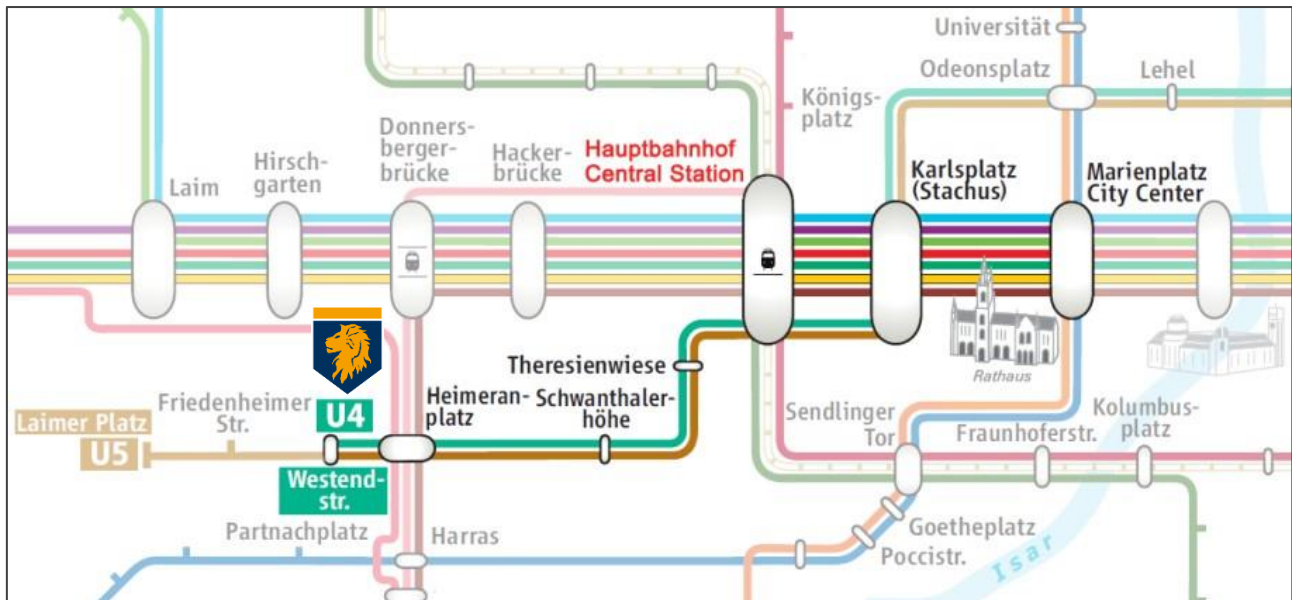 Universität
Odeonsplatz
Lehel
Königs-
platz
Donners-
berger-
brücke
Hacker-
brücke
Hauptbahnhof
Central Station
Hirsch-
garten
Laim
Karlsplatz
(Stachus)
Marienplatz
City Center
Rathaus
Theresienwiese
Heimeran-
platz
Schwanthaler-
höhe
Friedenheimer
Str.
U4
Laimer Platz
U5
Westend-
str.
Sendlinger
Tor
Fraunhoferstr.
Kolumbus-
platz
Partnachplatz
Harras
Goetheplatz
Poccistr.
Isar